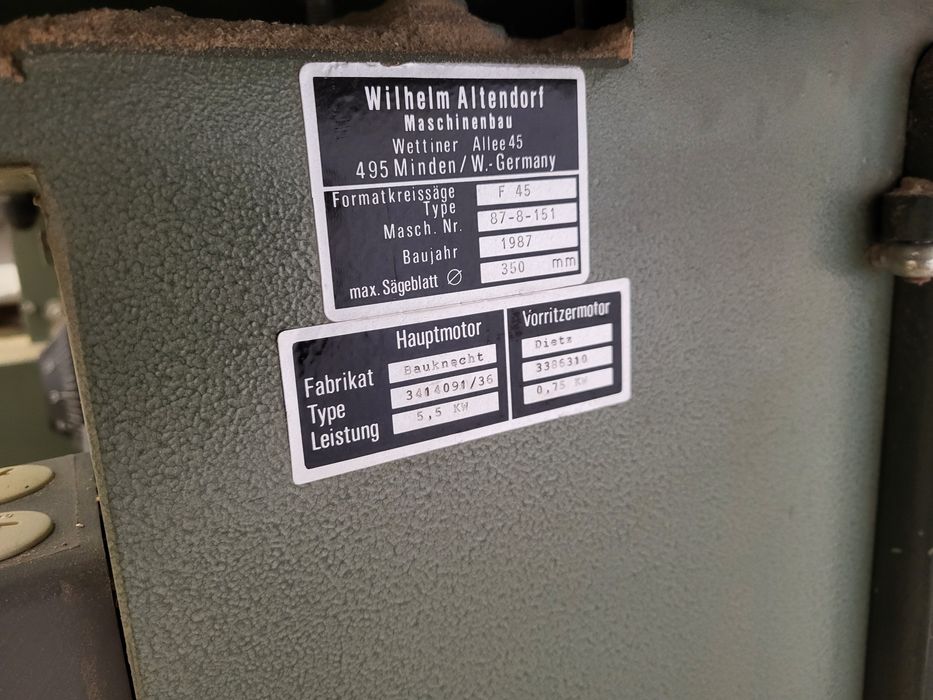 Wilhelm Altendorf
Maschinenbau
Wettiner Allee 45
495 Minden/W.-Germany
Formatkreissäge
Type F 45
Masch. Nr. 87-8-151
Baujahr 1987
max. Sägeblatt ∅ 350 mm
Hauptmotor Vorritzermotor
Fabrikat Bauknecht Dietz
Type 3414091/36 3386310
Leistung 5,5 KW 0,75 KW